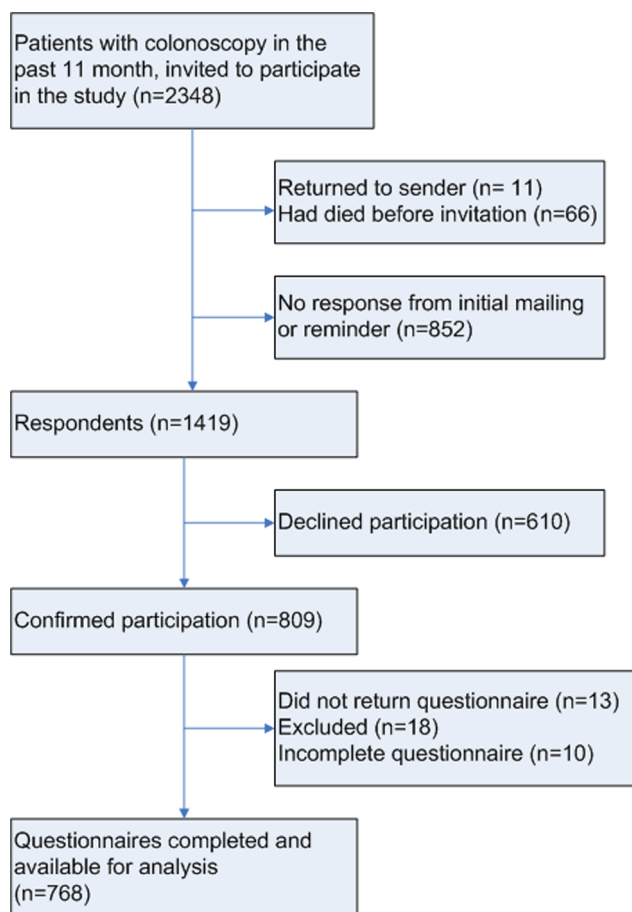 Patients with colonoscopy in the
past 11 month, invited to participate
in the study (n=2348)
Returned to sender (n= 11)
Had died before invitation (n=66)
No response from initial mailing
or reminder (n=852)
Respondents (n=1419)
Declined participation (n=610)
Confirmed participation (n=809)
Did not return questionnaire (n=13)
Excluded (n=18)
Incomplete questionnaire (n=10)
Questionnaires completed and
available for analysis
(n=768)